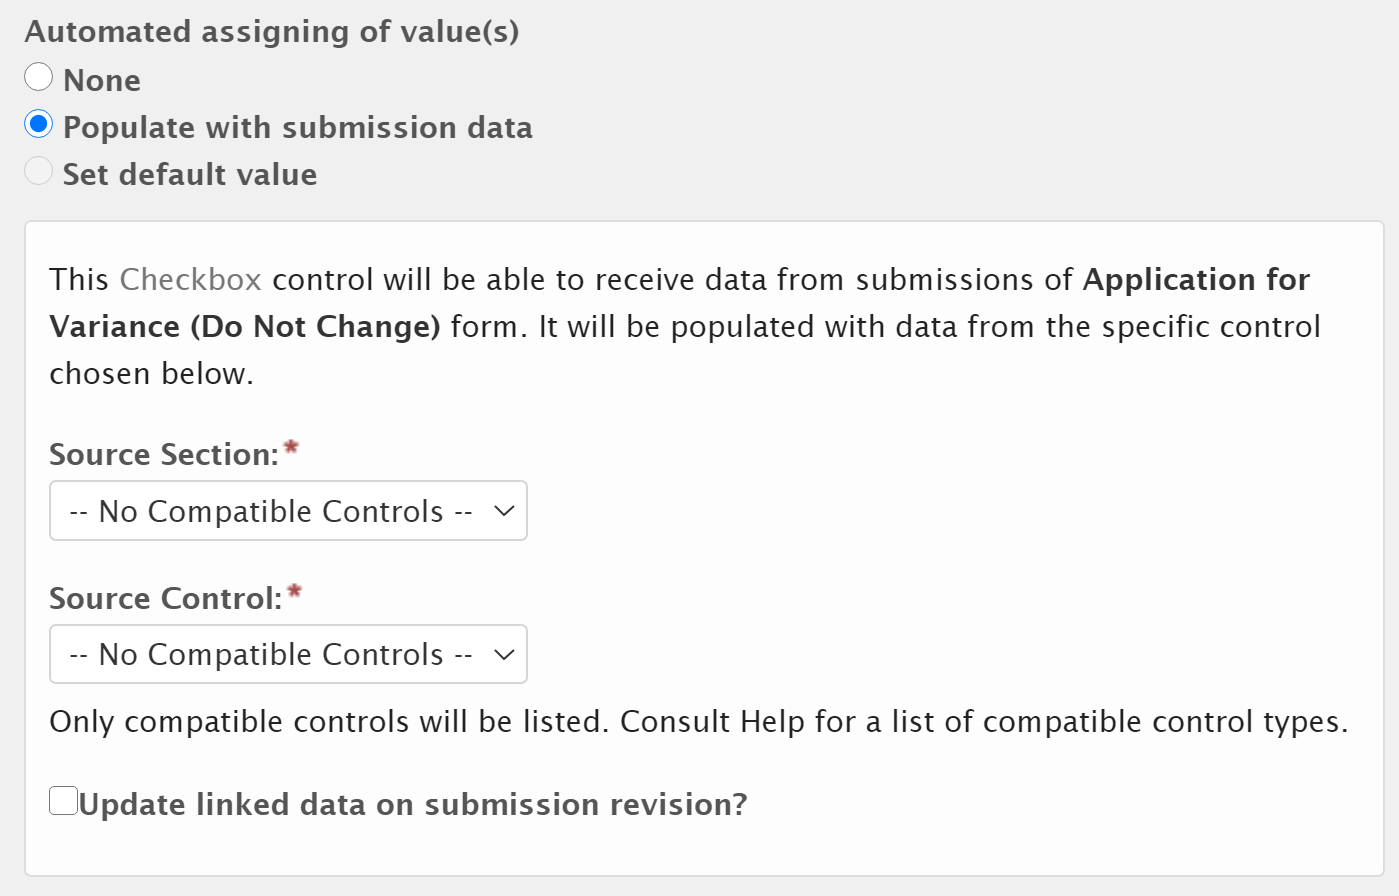 Automated assigning of value(s)
None
Populate with submission data
Set default value
This Checkbox control will be able to receive data from submissions of Application for
Variance (Do Not Change) form. It will be populated with data from the specific control
chosen below.
Source Section:*
-- No Compatible Controls --
Source Control:*
-- No Compatible Controls --
Only compatible controls will be listed. Consult Help for a list of compatible control types.
Update linked data on submission revision?